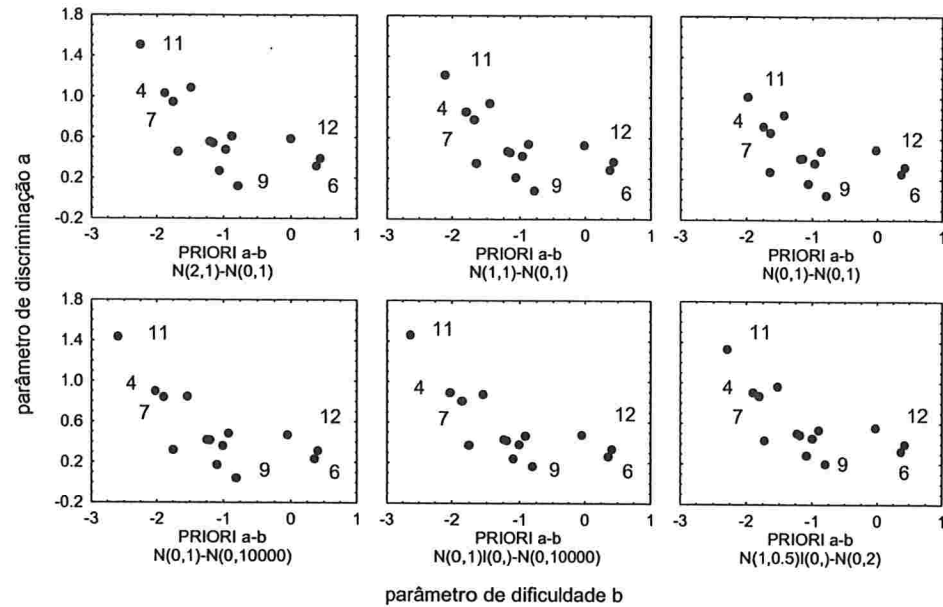 parâmetro de discriminação a
1.8
1.4
1.0
0.6
0.2
-0.2
11
4
7
12
9
6
-3 -2 -1 0 1
PRIORI a-b
N(2,1)-N(0,1)
11
4
7
12
9
6
-3 -2 -1 0 1
PRIORI a-b
N(1,1)-N(0,1)
11
4
7
12
9
6
-3 -2 -1 0 1
PRIORI a-b
N(0,1)-N(0,1)
1.8
1.4
1.0
0.6
0.2
-0.2
11
4
7
12
9
6
-3 -2 -1 0 1
PRIORI a-b
N(0,1)-N(0,10000)
11
4
7
12
9
6
-3 -2 -1 0 1
PRIORI a-b
N(0,1)I(0,)-N(0,10000)
11
4
7
12
9
6
-3 -2 -1 0 1
PRIORI a-b
N(1,0.5)I(0,)-N(0,2)
parâmetro de dificuldade b